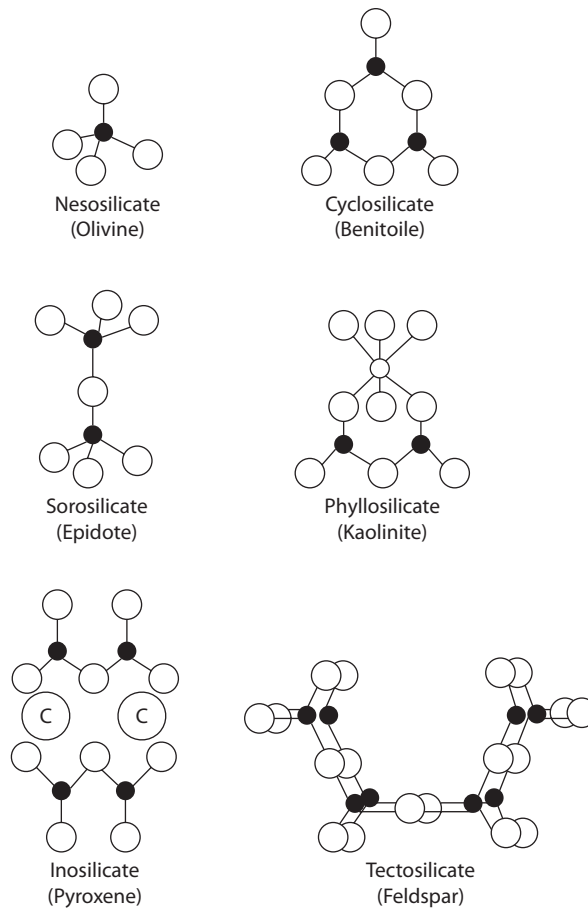 Nesosilicate
(Olivine)
Cyclosilicate
(Benitoile)
Sorosilicate
(Epidote)
Phyllosilicate
(Kaolinite)
C
C
Inosilicate
(Pyroxene)
Tectosilicate
(Feldspar)